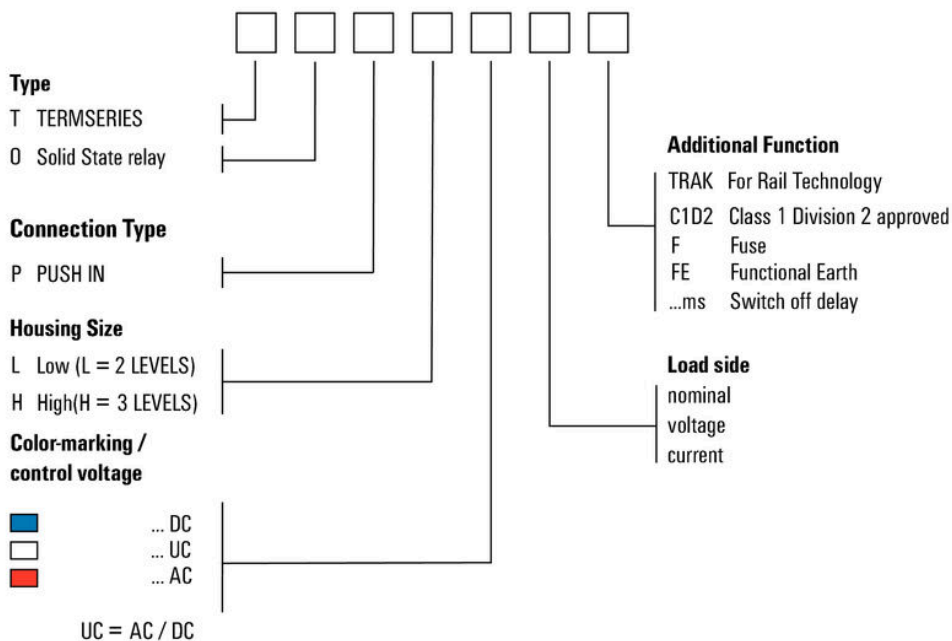 Type
T TERMSERIES
O Solid State relay
Connection Type
P PUSH IN
Housing Size
L Low (L = 2 LEVELS)
H High(H = 3 LEVELS)
Color-marking /
control voltage
... DC
... UC
... AC
UC = AC / DC
Additional Function
TRAK For Rail Technology
C1D2 Class 1 Division 2 approved
F Fuse
FE Functional Earth
...ms Switch off delay
Load side
nominal
voltage
current